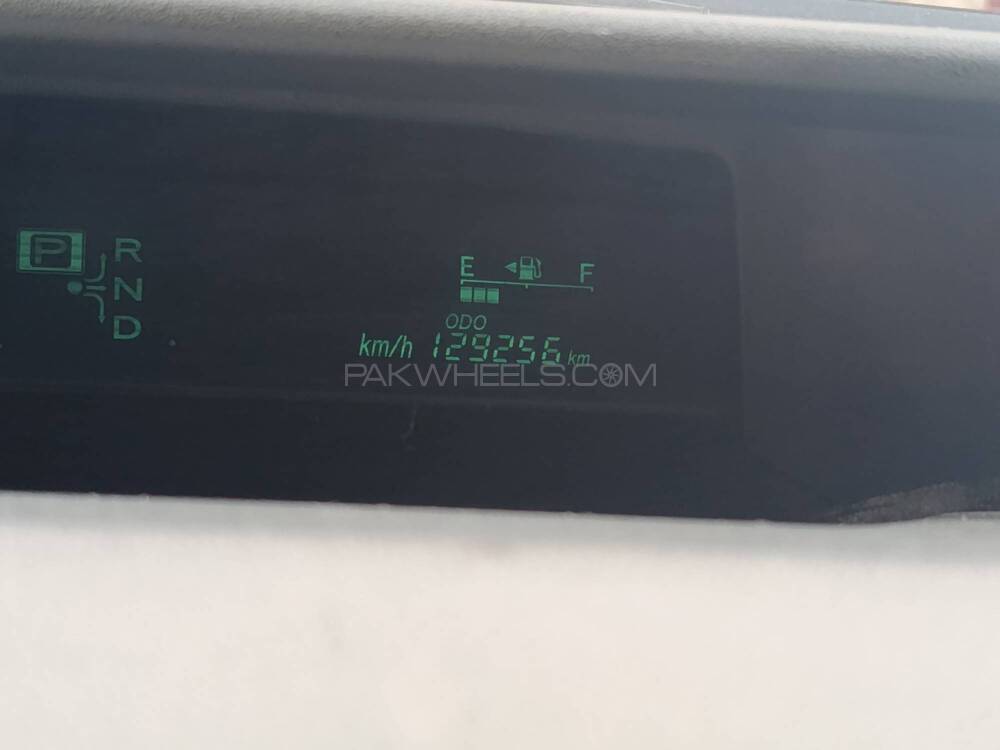 P R
N
D
E F
ODO
km/h 129256 km
PAKWHEELS.COM